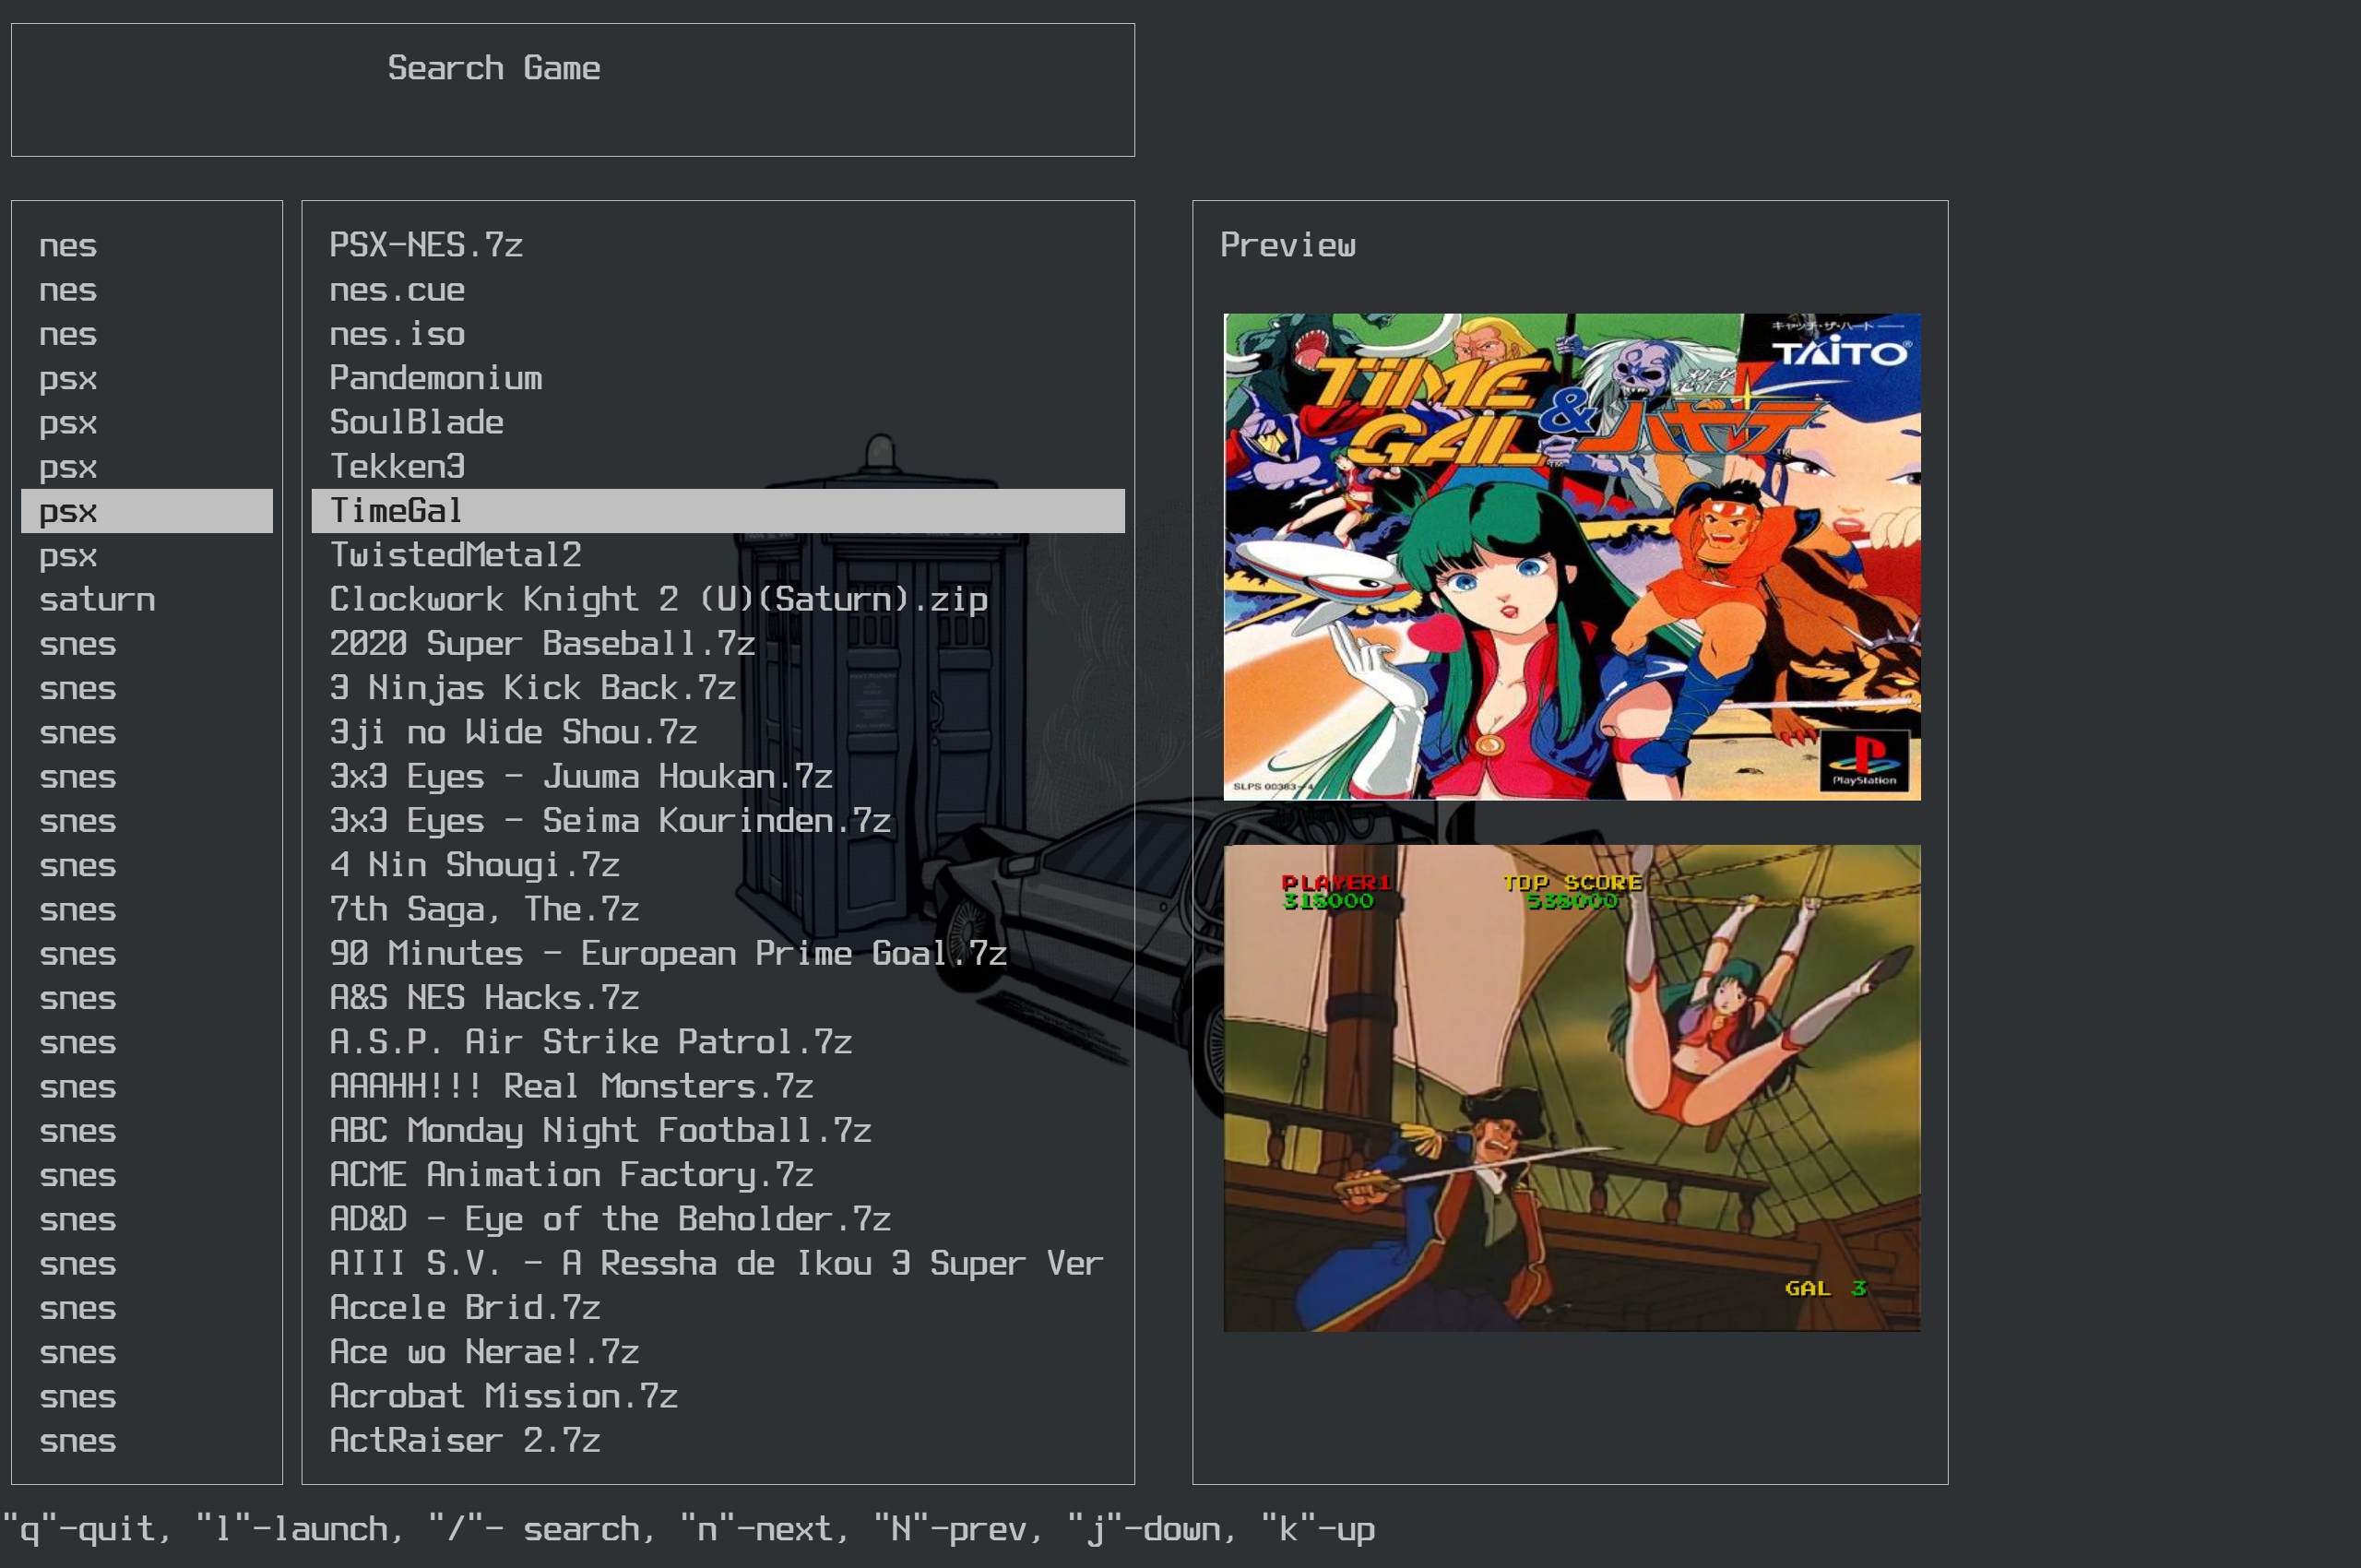 Search Game
nes PSX-NES.7z
nes nes.cue
nes nes.iso
psx Pandemonium
psx SoulBlade
psx Tekken3
psx TimeGal
psx TwistedMetal2
saturn Clockwork Knight 2 (U)(Saturn).zip
snes 2020 Super Baseball.7z
snes 3 Ninjas Kick Back.7z
snes 3ji no Wide Shou.7z
snes 3x3 Eyes - Juuma Houkan.7z
snes 3x3 Eyes - Seima Kourinden.7z
snes 4 Nin Shougi.7z
snes 7th Saga, The.7z
snes 90 Minutes - European Prime Goal.7z
snes A&S NES Hacks.7z
snes A.S.P. Air Strike Patrol.7z
snes AAAHH!!! Real Monsters.7z
snes ABC Monday Night Football.7z
snes ACME Animation Factory.7z
snes AD&D - Eye of the Beholder.7z
snes AIII S.V. - A Ressha de Ikou 3 Super Ver
snes Accele Brid.7z
snes Ace wo Nerae!.7z
snes Acrobat Mission.7z
snes ActRaiser 2.7z
Preview
キャッチ・ザ・ハート
TAITO®
TIME
GAL & ハヤテ
TM TM
SLPS 00383~4
PlayStation
PLAYER1 TOP SCORE
315000 535000
GAL 3
"q"-quit, "l"-launch, "/"- search, "n"-next, "N"-prev, "j"-down, "k"-up